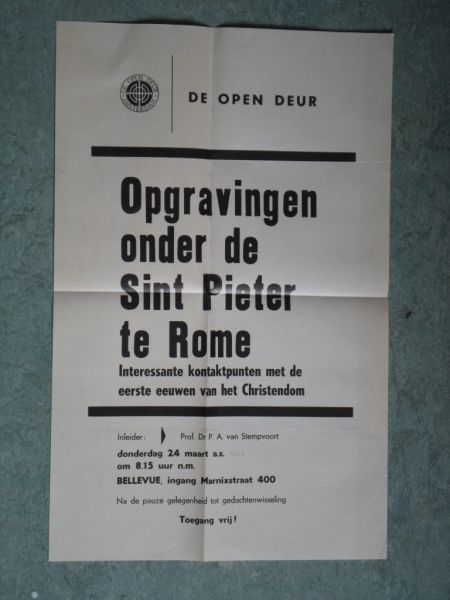 DE OPEN DEUR
Opgravingen
onder de
Sint Pieter
te Rome
Interessante kontaktpunten met de
eerste eeuwen van het Christendom
Inleider: Prof. Dr P. A. van Stempvoort
donderdag 24 maart a.s.
om 8.15 uur n.m.
BELLEVUE, ingang Marnixstraat 400
Na de pauze gelegenheid tot gedachtenwisseling
Toegang vrij!